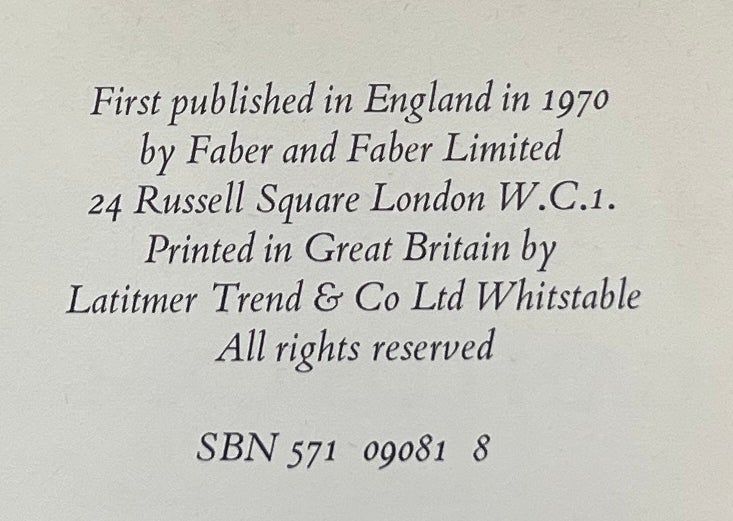 First published in England in 1970
by Faber and Faber Limited
24 Russell Square London W.C.1.
Printed in Great Britain by
Latitmer Trend & Co Ltd Whitstable
All rights reserved
SBN 571 09081 8